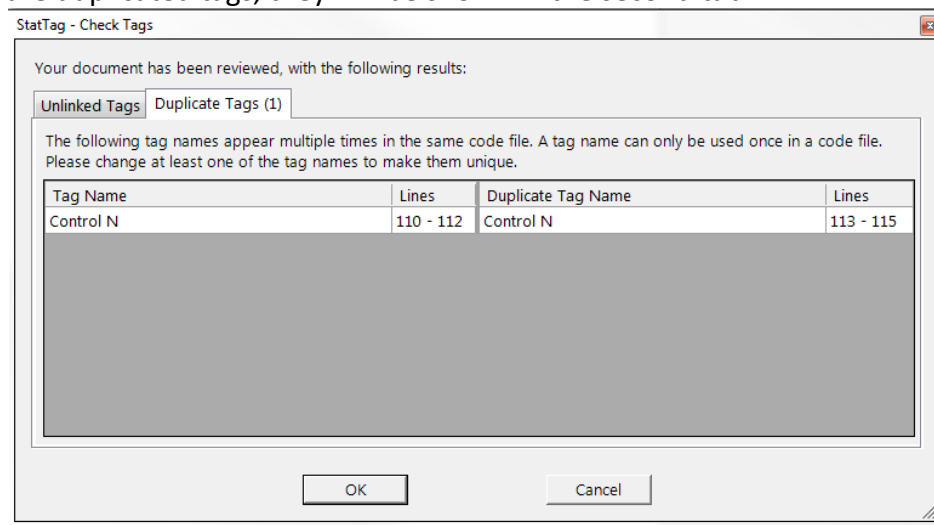 StatTag - Check Tags
Your document has been reviewed, with the following results:
Unlinked Tags Duplicate Tags (1)
The following tag names appear multiple times in the same code file. A tag name can only be used once in a code file.
Please change at least one of the tag names to make them unique.
Tag Name Lines Duplicate Tag Name Lines
Control N 110 - 112 Control N 113 - 115
OK Cancel